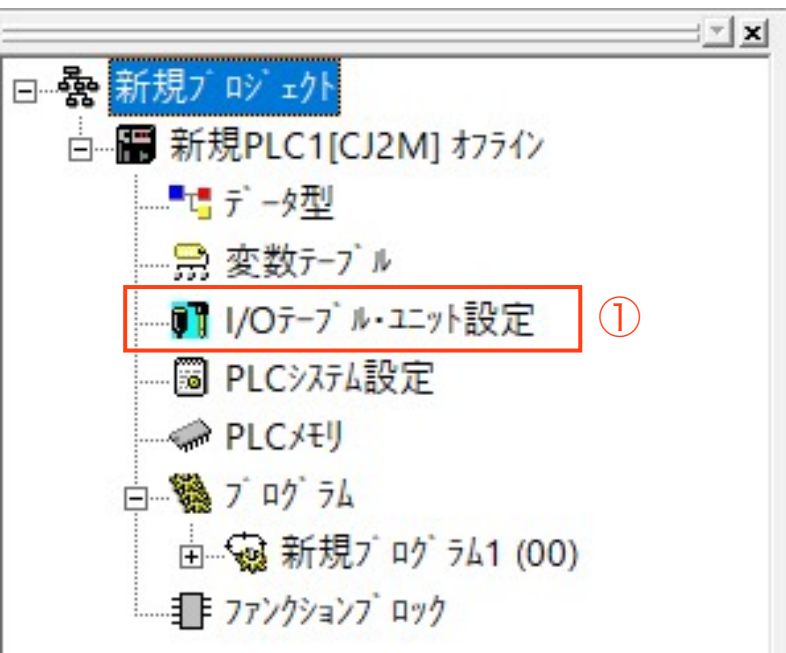 新規ﾌﾟﾛｼﾞｪｸﾄ
新規PLC1[CJ2M] ｵﾌﾗｲﾝ
ﾃﾞｰﾀ型
変数ﾃｰﾌﾞﾙ
I/Oﾃｰﾌﾞﾙ･ﾕﾆｯﾄ設定 ①
PLCｼｽﾃﾑ設定
PLCﾒﾓﾘ
ﾌﾟﾛｸﾞﾗﾑ
新規ﾌﾟﾛｸﾞﾗﾑ1 (00)
ﾌｧﾝｸｼｮﾝﾌﾞﾛｯｸ